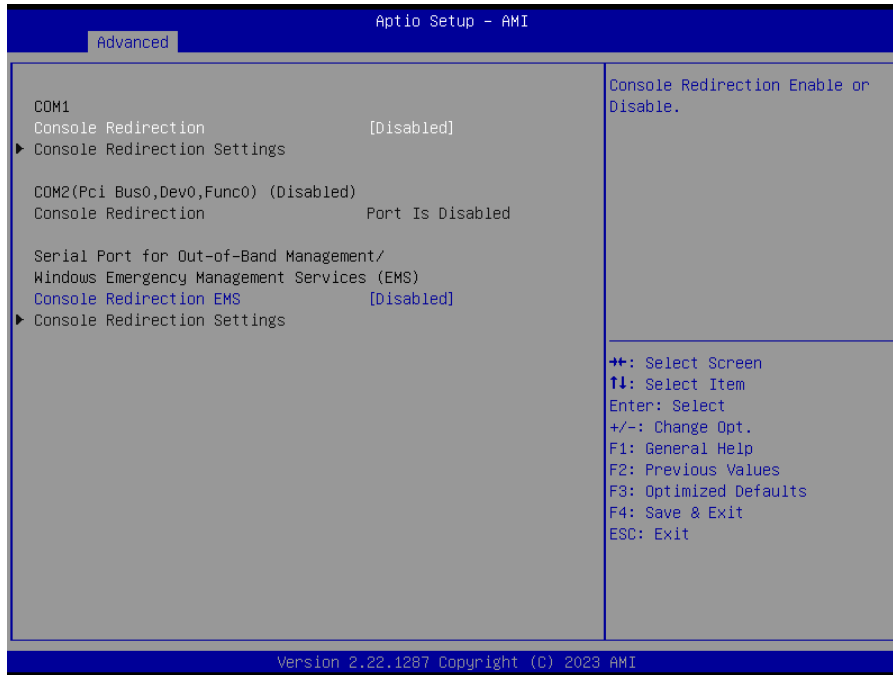 Aptio Setup – AMI
Advanced
COM1
Console Redirection [Disabled]
▶ Console Redirection Settings
COM2(Pci Bus0,Dev0,Func0) (Disabled)
Console Redirection Port Is Disabled
Serial Port for Out-of-Band Management/
Windows Emergency Management Services (EMS)
Console Redirection EMS [Disabled]
▶ Console Redirection Settings
Console Redirection Enable or
Disable.
→←: Select Screen
↑↓: Select Item
Enter: Select
+/-: Change Opt.
F1: General Help
F2: Previous Values
F3: Optimized Defaults
F4: Save & Exit
ESC: Exit
Version 2.22.1287 Copyright (C) 2023 AMI